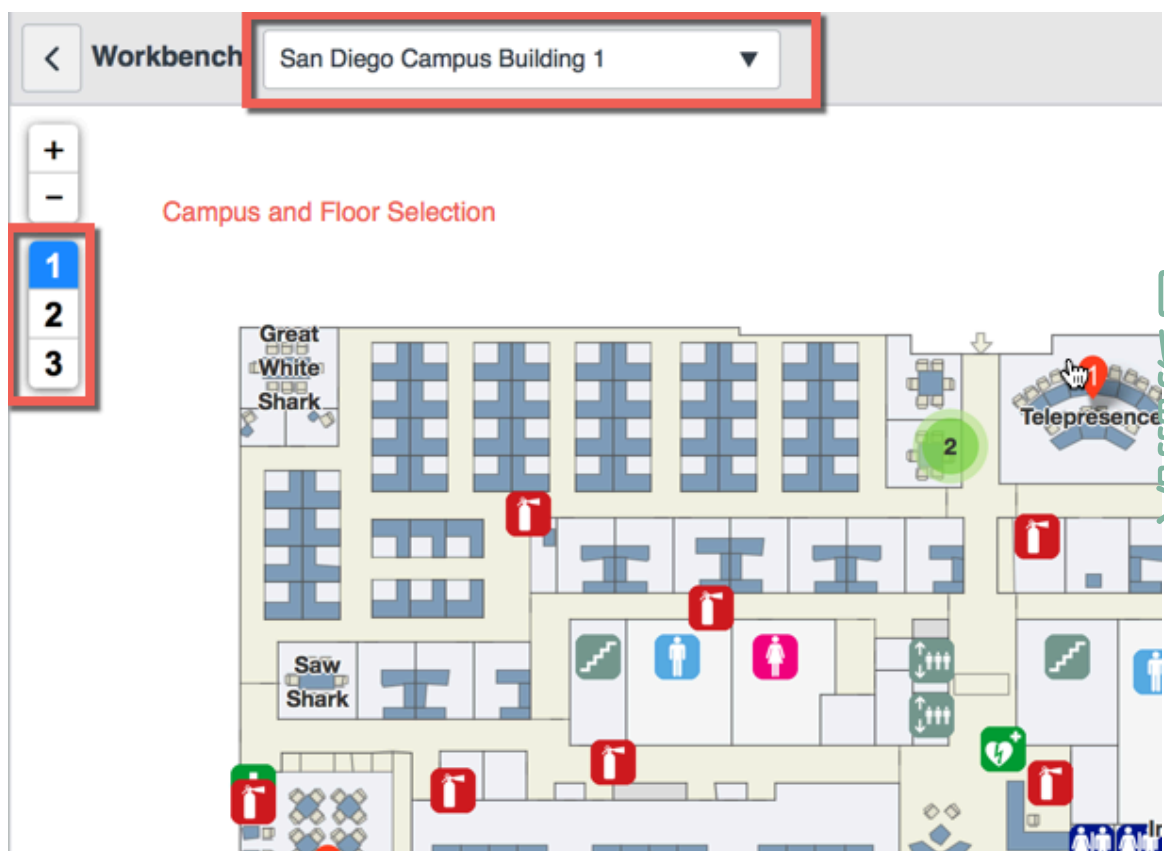 Workbench
San Diego Campus Building 1
+
−
Campus and Floor Selection
1
2
3
Great
White
Shark
1
Telepresence
2
Saw
Shark